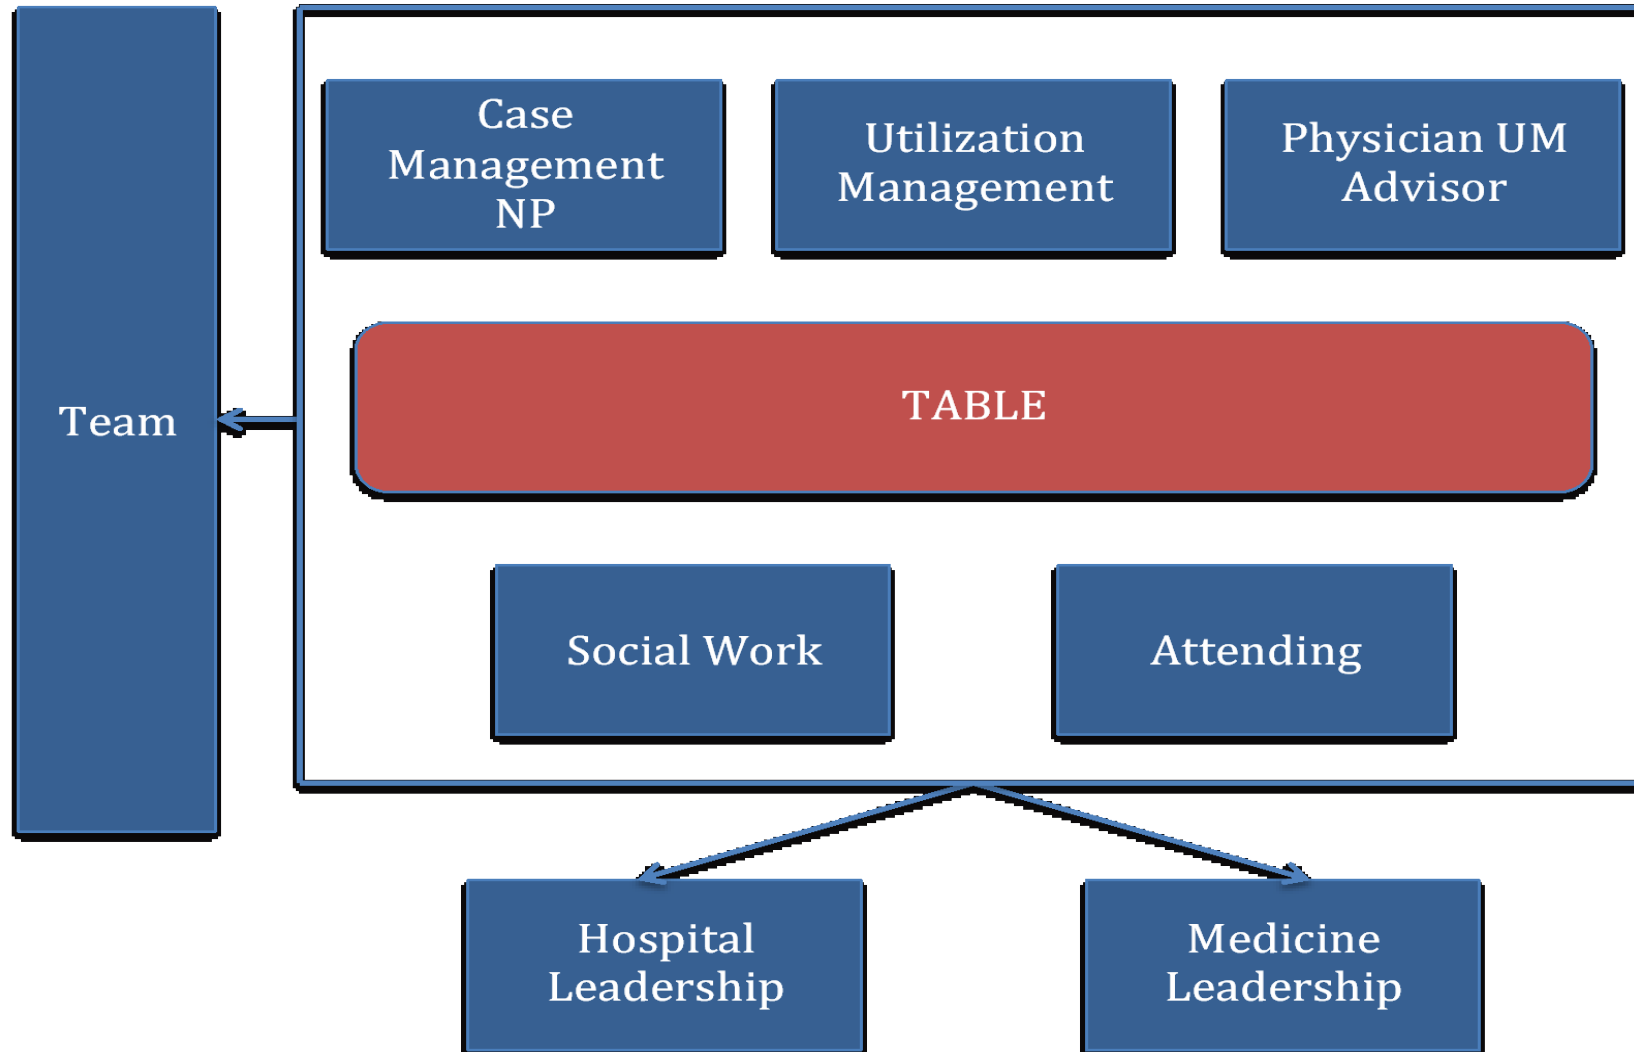 Team
Case
Management
NP
Utilization
Management
Physician UM
Advisor
TABLE
Social Work
Attending
Hospital
Leadership
Medicine
Leadership